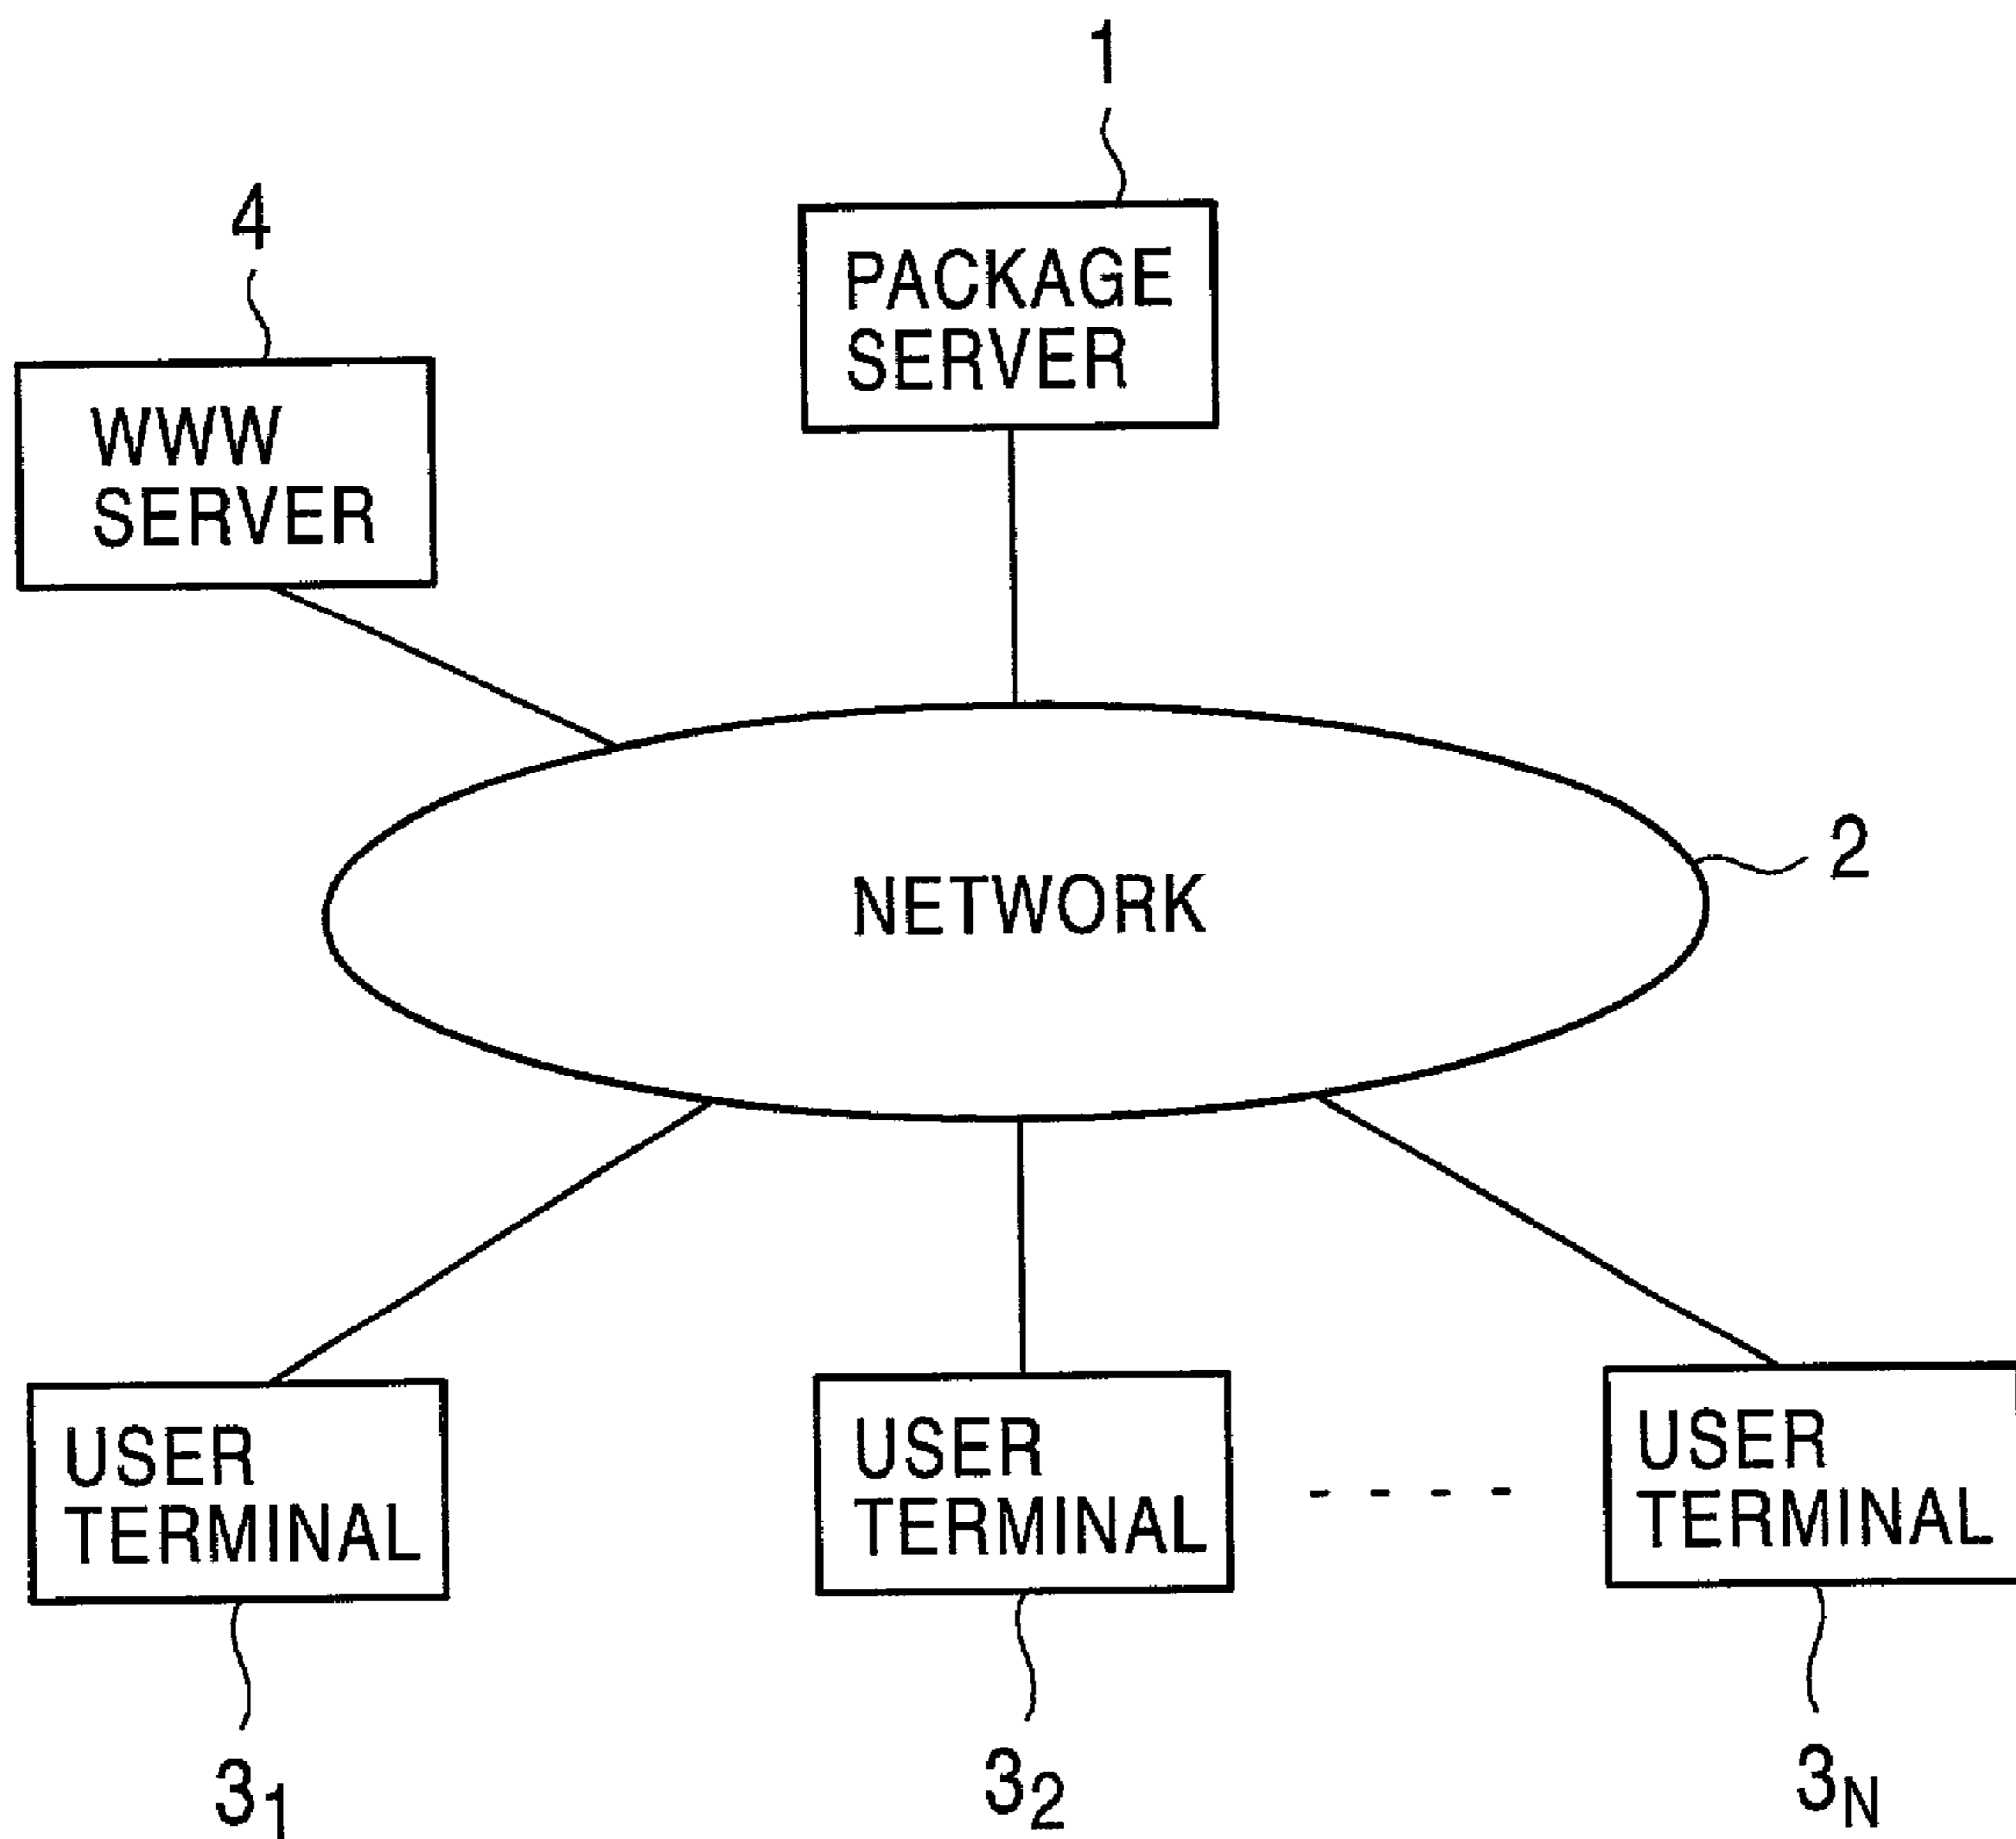 1
4
PACKAGE
SERVER
WWW
SERVER
2
NETWORK
USER
TERMINAL
USER
TERMINAL
USER
TERMINAL
3₁
3₂
3N